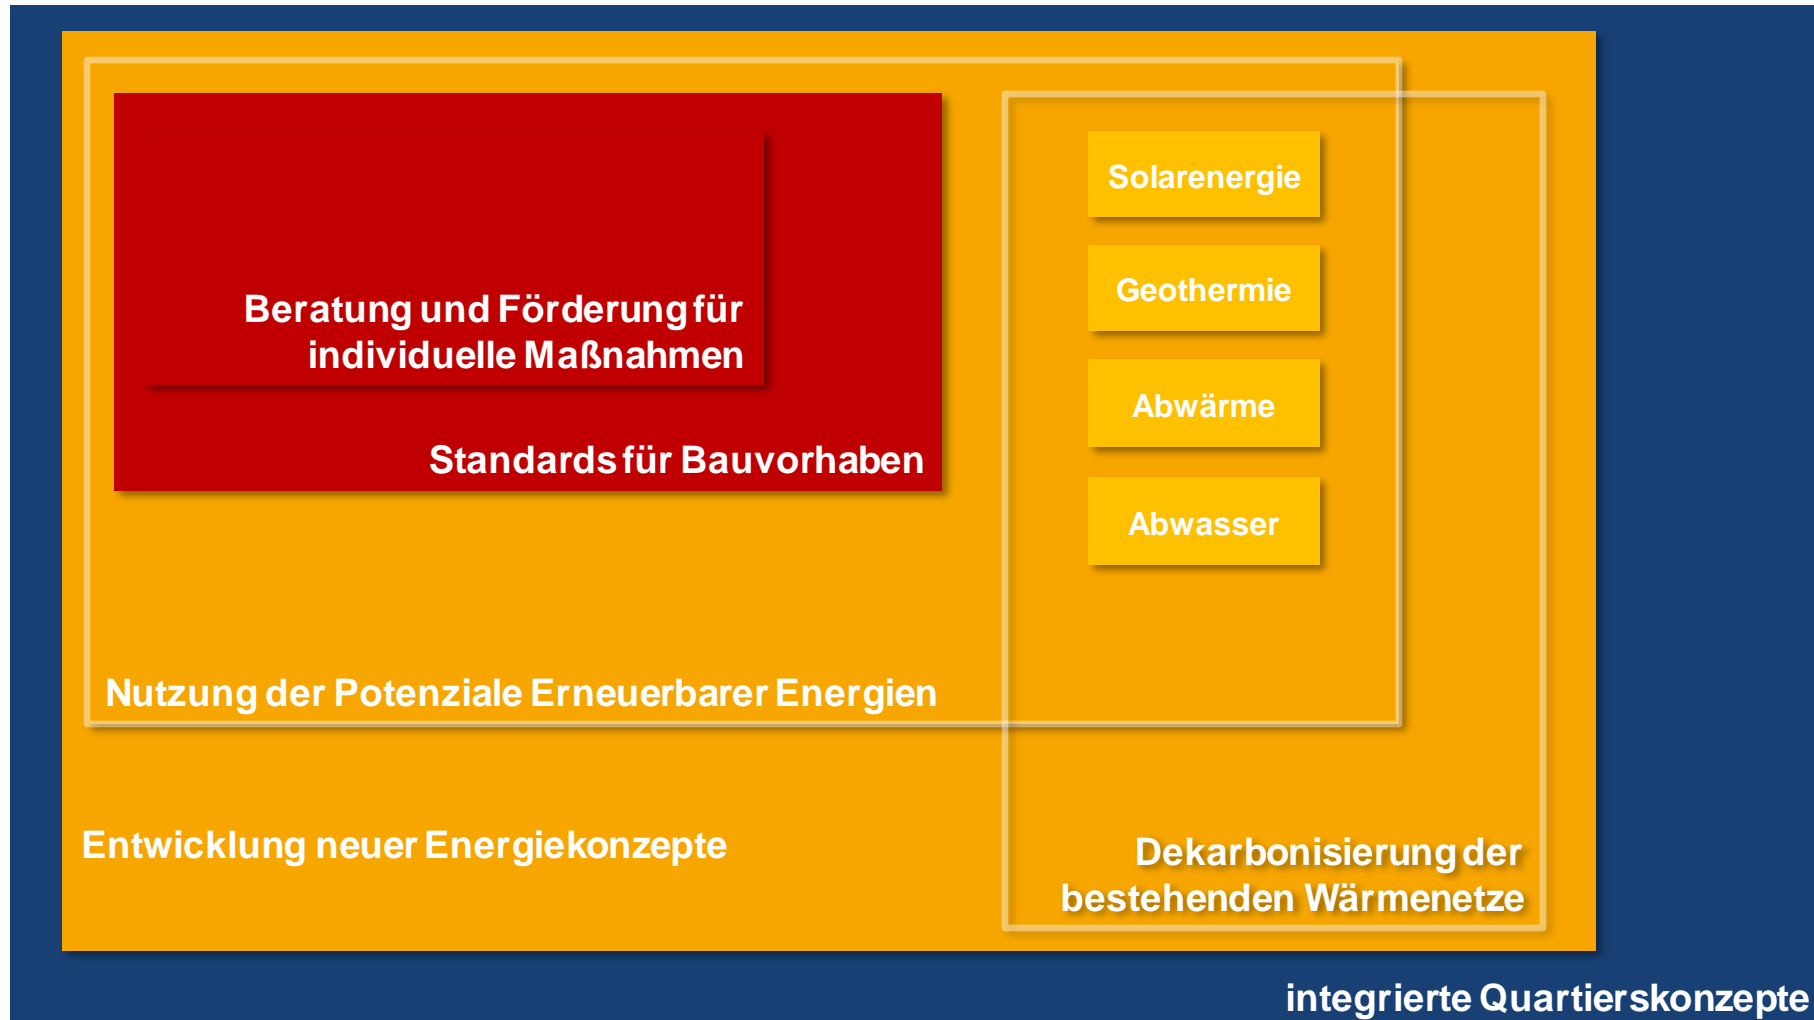 Beratung und Förderung für
individuelle Maßnahmen
Standards für Bauvorhaben
Solarenergie
Geothermie
Abwärme
Abwasser
Nutzung der Potenziale Erneuerbarer Energien
Entwicklung neuer Energiekonzepte
Dekarbonisierung der
bestehenden Wärmenetze
integrierte Quartierskonzepte